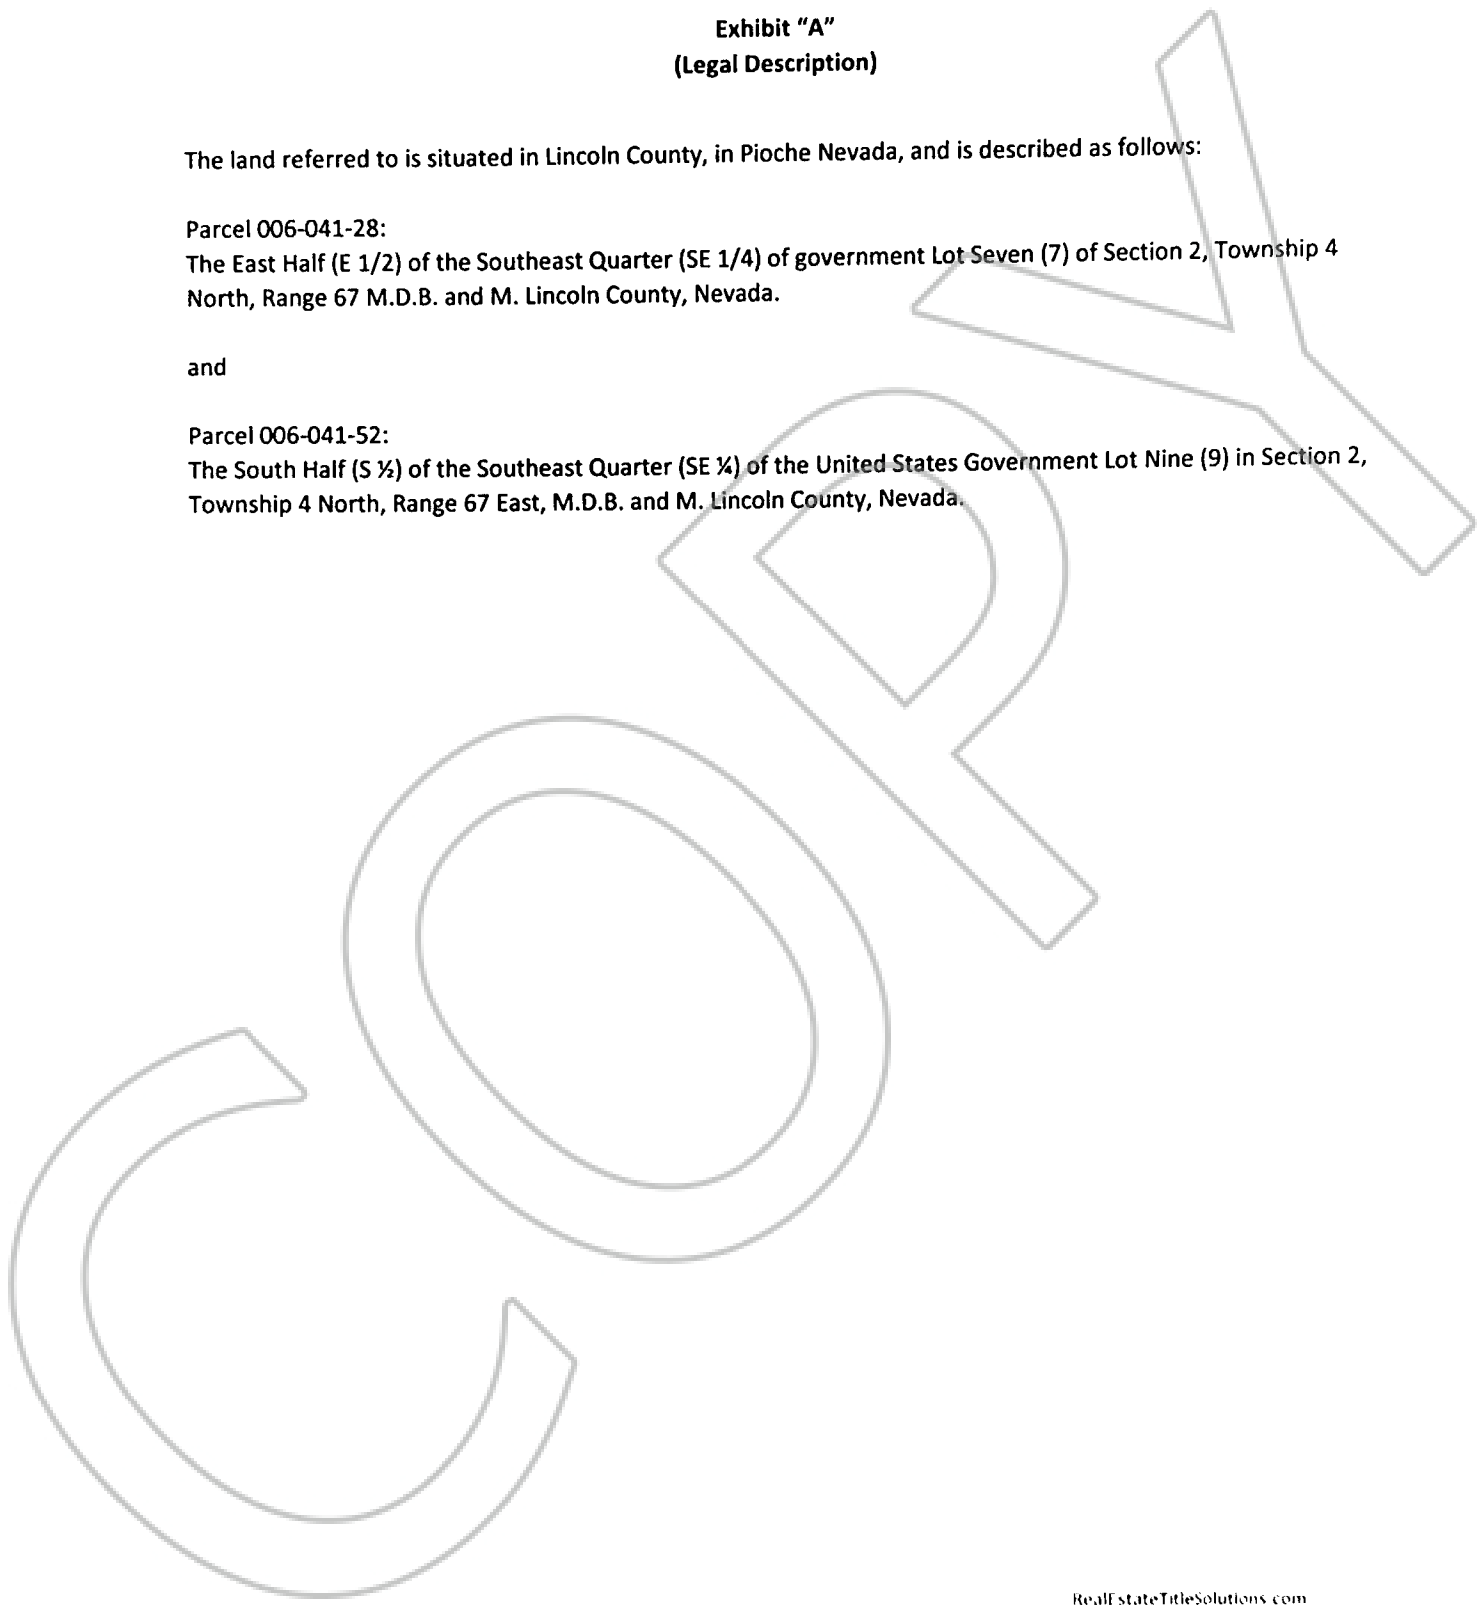 Exhibit “A”
(Legal Description)
The land referred to is situated in Lincoln County, in Pioche Nevada, and is described as follows:
Parcel 006-041-28:
The East Half (E 1/2) of the Southeast Quarter (SE 1/4) of government Lot Seven (7) of Section 2, Township 4
North, Range 67 M.D.B. and M. Lincoln County, Nevada.
and
Parcel 006-041-52:
The South Half (S ½) of the Southeast Quarter (SE ¼) of the United States Government Lot Nine (9) in Section 2,
Township 4 North, Range 67 East, M.D.B. and M. Lincoln County, Nevada.
COPY
RealEstateTitleSolutions.com